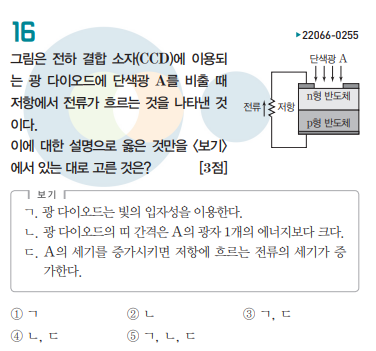 16
▶22066-0255
그림은 전하 결합 소자(CCD)에 이용되
는 광 다이오드에 단색광 A를 비출 때
저항에서 전류가 흐르는 것을 나타낸 것
이다.
이에 대한 설명으로 옳은 것만을 <보기>
에서 있는 대로 고른 것은? [3점]
단색광 A
n형 반도체
전류
저항
p형 반도체
보기
ㄱ. 광 다이오드는 빛의 입자성을 이용한다.
ㄴ. 광 다이오드의 띠 간격은 A의 광자 1개의 에너지보다 크다.
ㄷ. A의 세기를 증가시키면 저항에 흐르는 전류의 세기가 증
가한다.
① ㄱ ② ㄴ ③ ㄱ, ㄷ
④ ㄴ, ㄷ ⑤ ㄱ, ㄴ, ㄷ